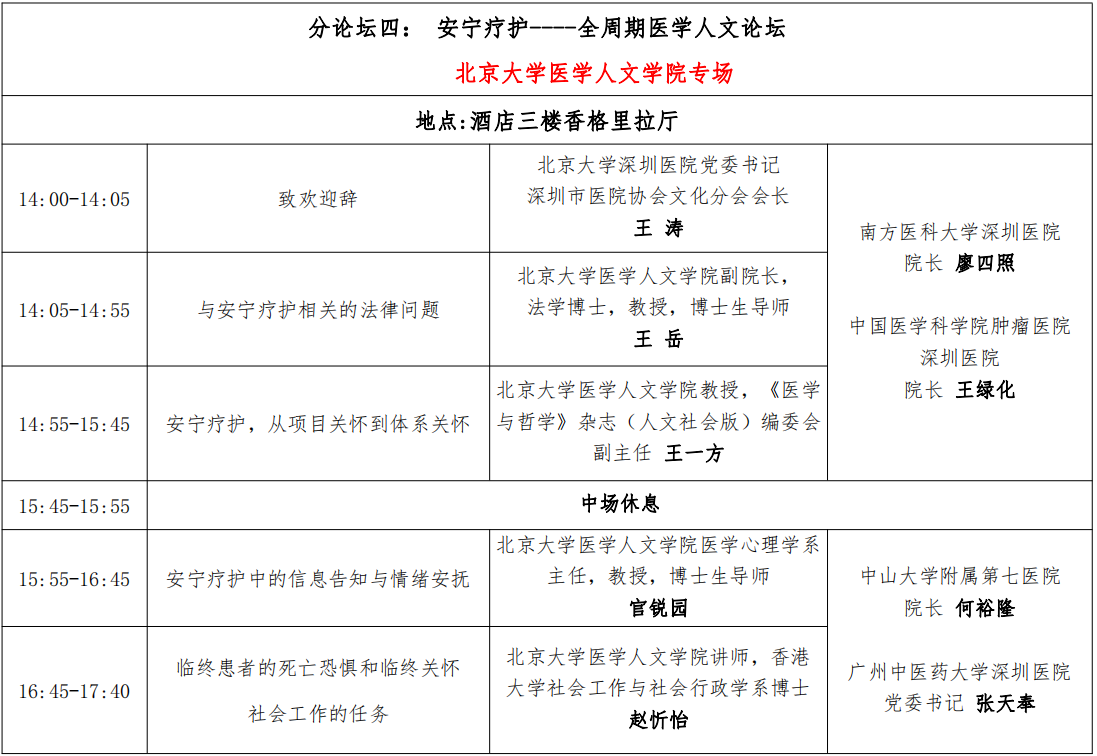 分论坛四： 安宁疗护----全周期医学人文论坛
北京大学医学人文学院专场
地点:酒店三楼香格里拉厅
14:00-14:05
致欢迎辞
北京大学深圳医院党委书记
深圳市医院协会文化分会会长
王 涛
南方医科大学深圳医院
院长 廖四照
中国医学科学院肿瘤医院
深圳医院
院长 王绿化
14:05-14:55
与安宁疗护相关的法律问题
北京大学医学人文学院副院长，
法学博士，教授，博士生导师
王 岳
14:55-15:45
安宁疗护，从项目关怀到体系关怀
北京大学医学人文学院教授，《医学
与哲学》杂志（人文社会版）编委会
副主任 王一方
15:45-15:55
中场休息
15:55-16:45
安宁疗护中的信息告知与情绪安抚
北京大学医学人文学院医学心理学系
主任，教授，博士生导师
官锐园
中山大学附属第七医院
院长 何裕隆
广州中医药大学深圳医院
党委书记 张天奉
16:45-17:40
临终患者的死亡恐惧和临终关怀
社会工作的任务
北京大学医学人文学院讲师，香港
大学社会工作与社会行政学系博士
赵忻怡